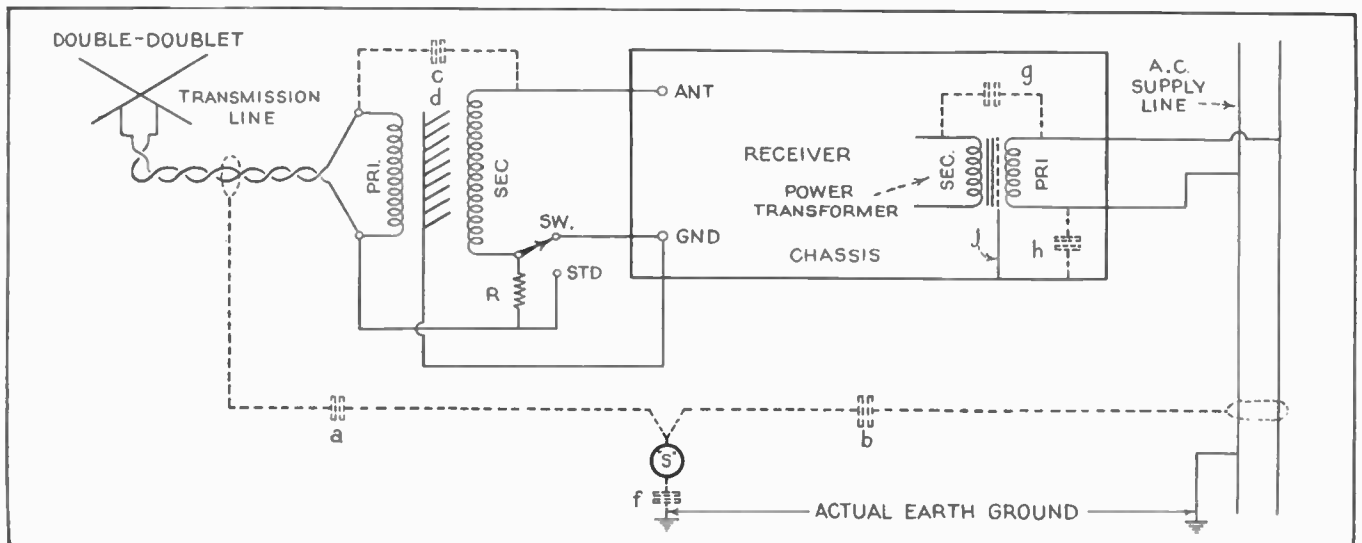 DOUBLE-DOUBLET
TRANSMISSION
LINE
c
d
PRI.
SEC
ANT
SW.
GND
STD
R
RECEIVER
POWER
TRANSFORMER
CHASSIS
g
SEC.
PRI
h
J
A.C.
SUPPLY
LINE
a
b
"S"
f
ACTUAL EARTH GROUND